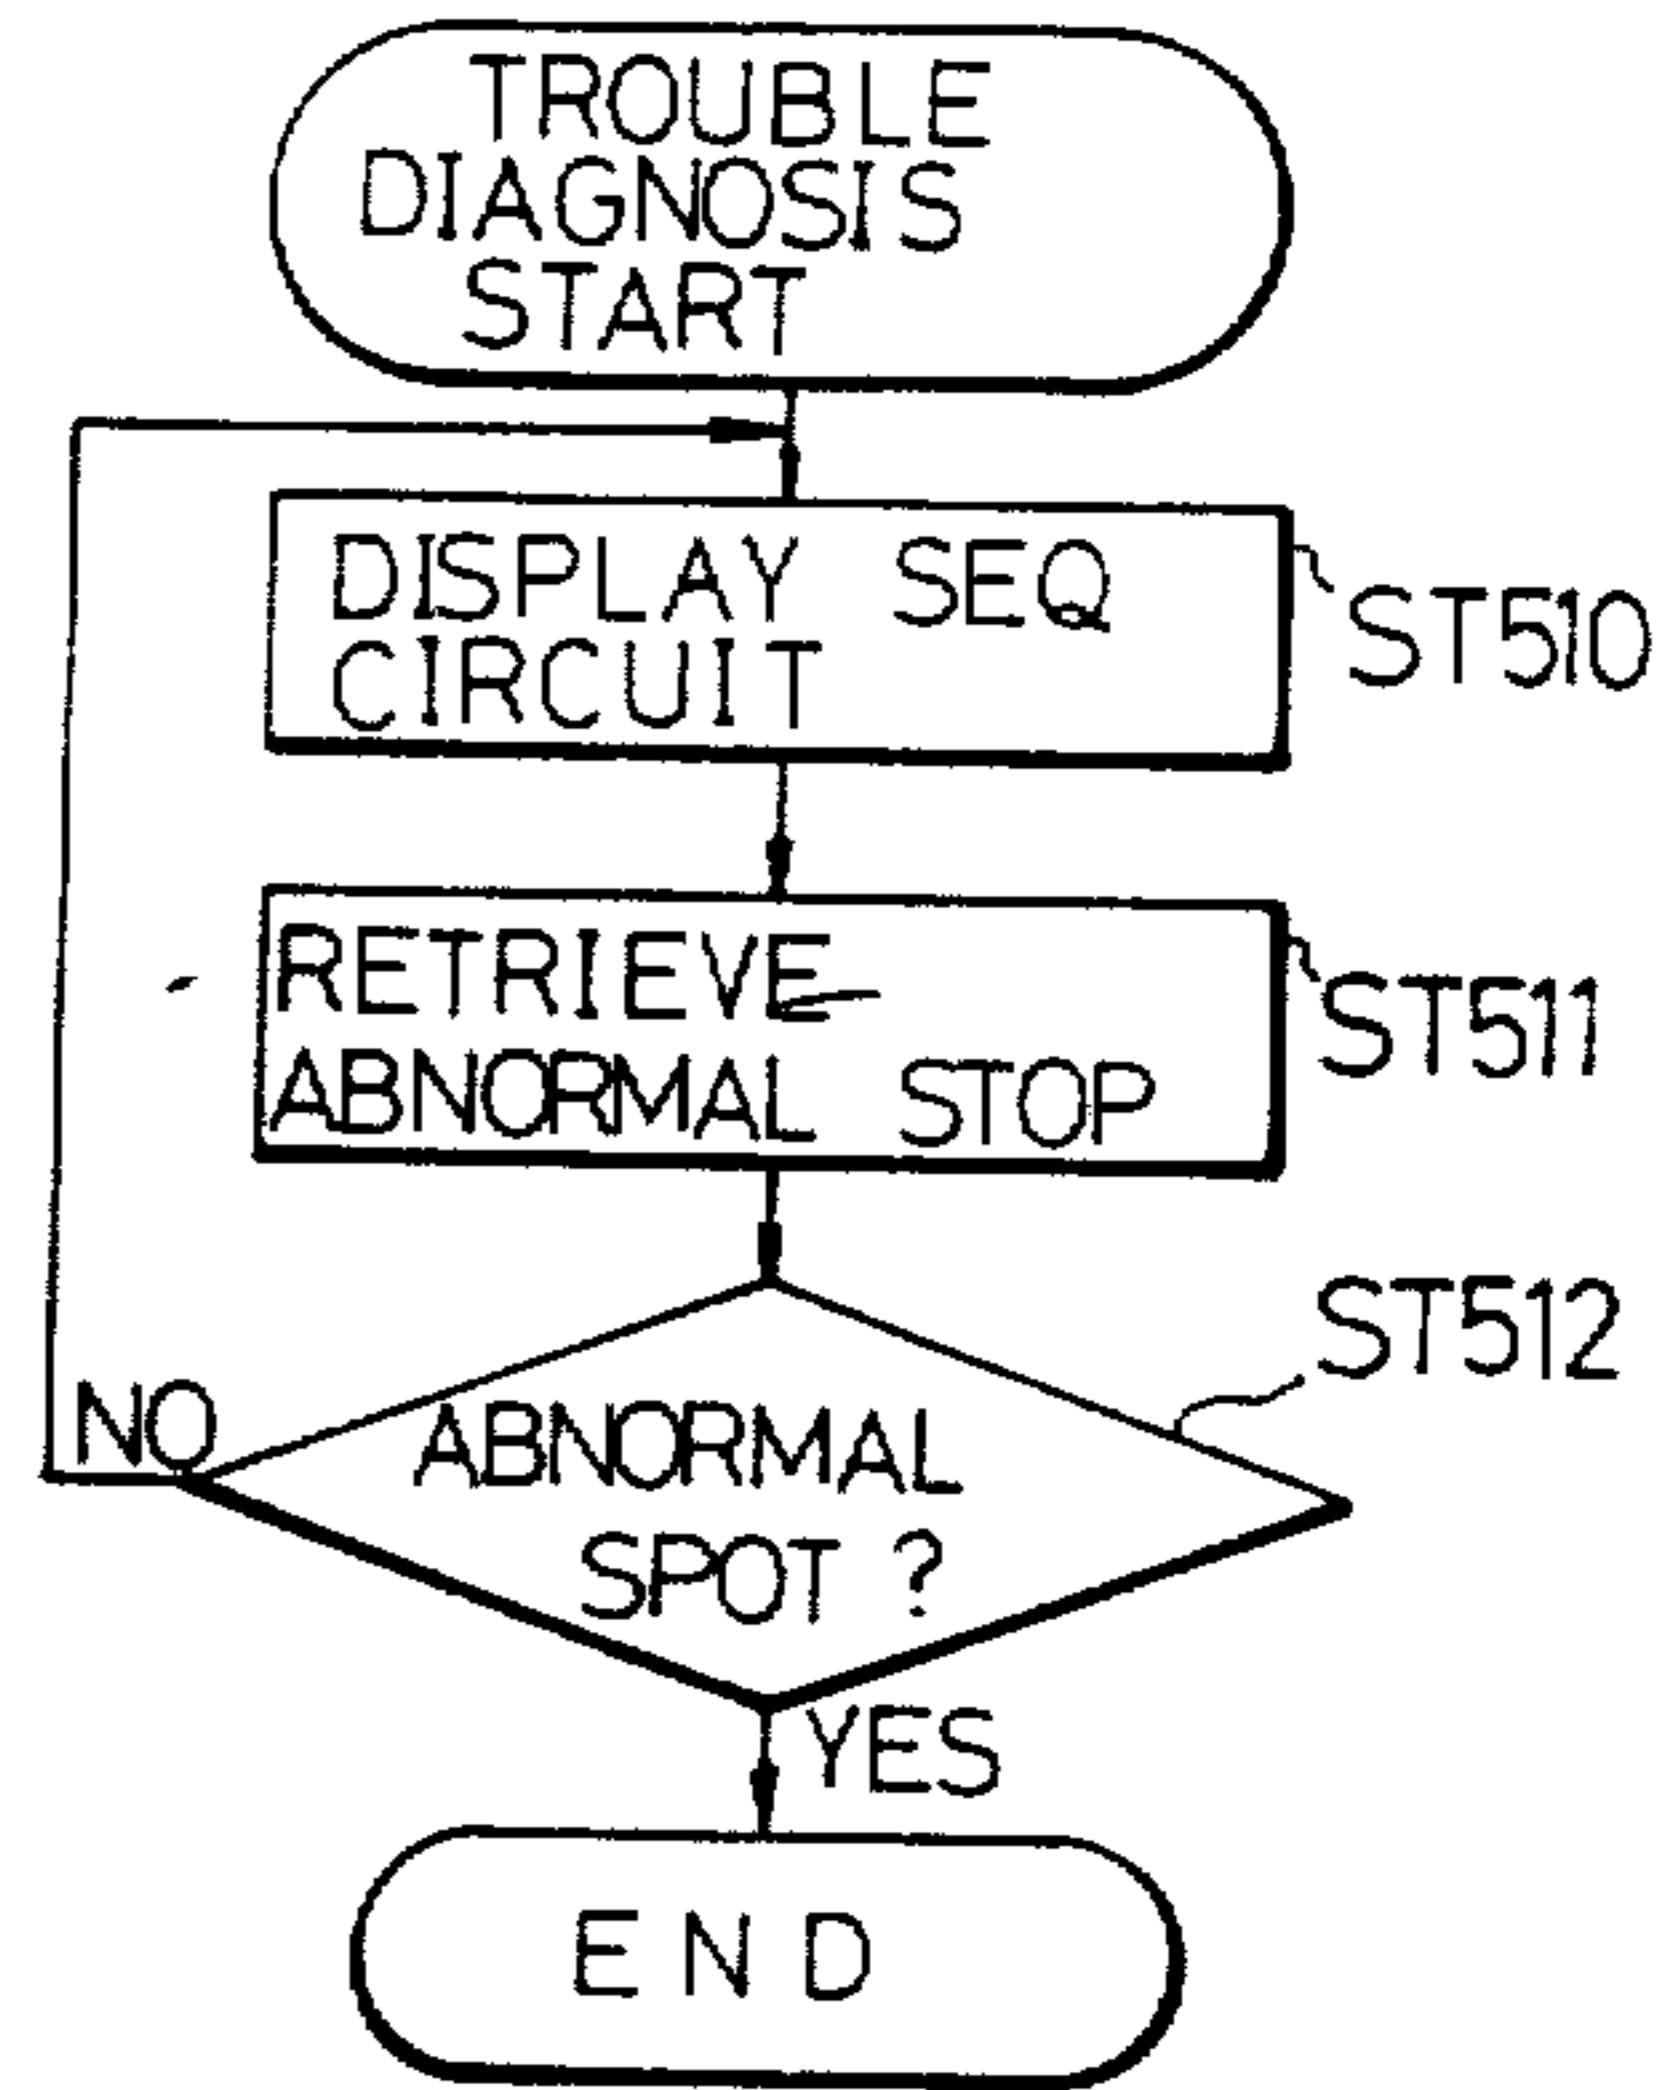 TROUBLE
DIAGNOSIS
START
DISPLAY SEQ
CIRCUIT
ST510
RETRIEVE
ABNORMAL STOP
ST511
ST512
NO
ABNORMAL
SPOT ?
YES
END